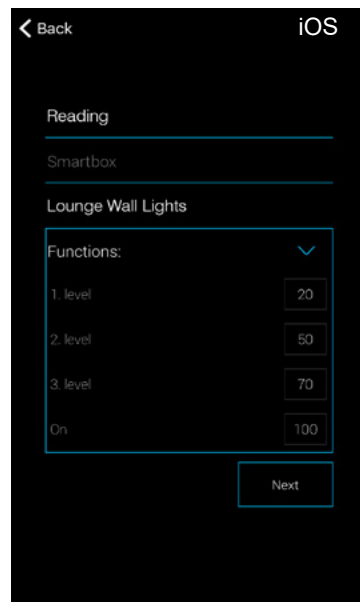 Back
iOS
Reading
Smartbox
Lounge Wall Lights
Functions:
1. level 20
2. level 50
3. level 70
On 100
Next